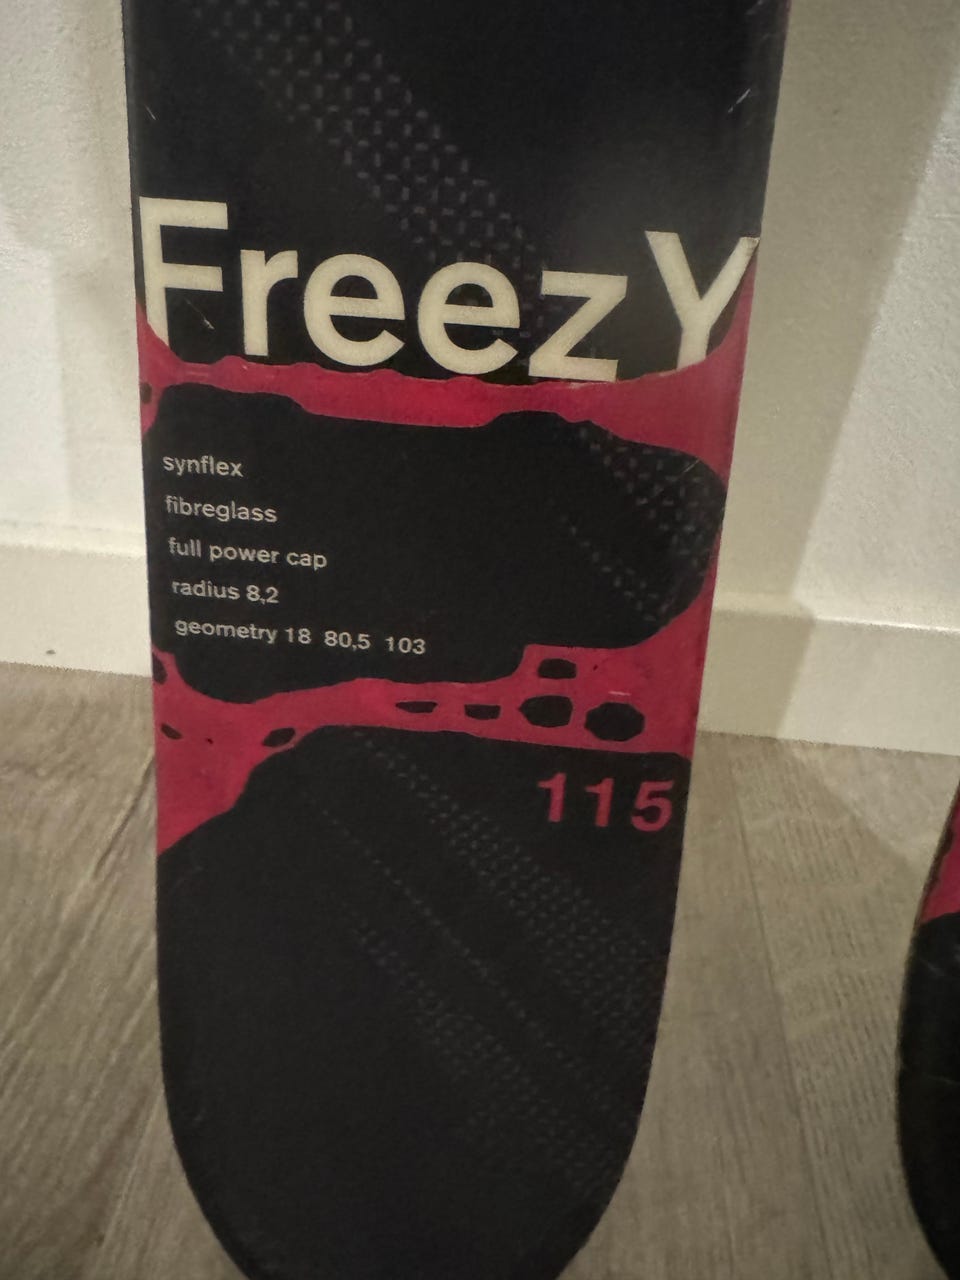 FreezY
synflex
fibreglass
full power cap
radius 8,2
geometry 18 80,5 103
115